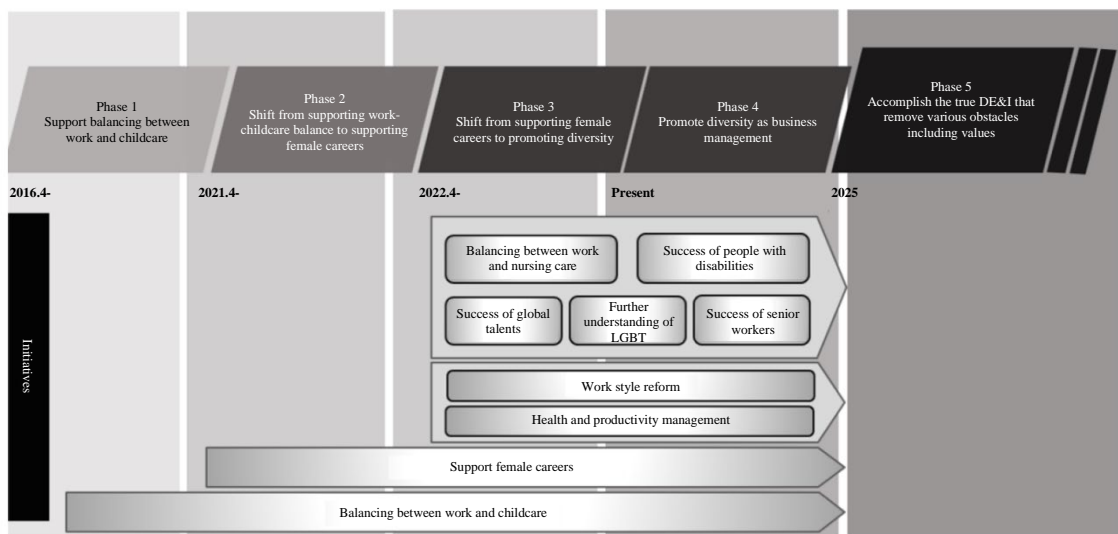 Phase 1
Support balancing between
work and childcare
Phase 2
Shift from supporting work-
childcare balance to supporting
female careers
Phase 3
Shift from supporting female
careers to promoting diversity
Phase 4
Promote diversity as business
management
Phase 5
Accomplish the true DE&I that
remove various obstacles
including values
2016.4-
2021.4-
2022.4-
Present
2025
Initiatives
Balancing between work
and nursing care
Success of people with
disabilities
Success of global
talents
Further
understanding of
LGBT
Success of senior
workers
Work style reform
Health and productivity management
Support female careers
Balancing between work and childcare